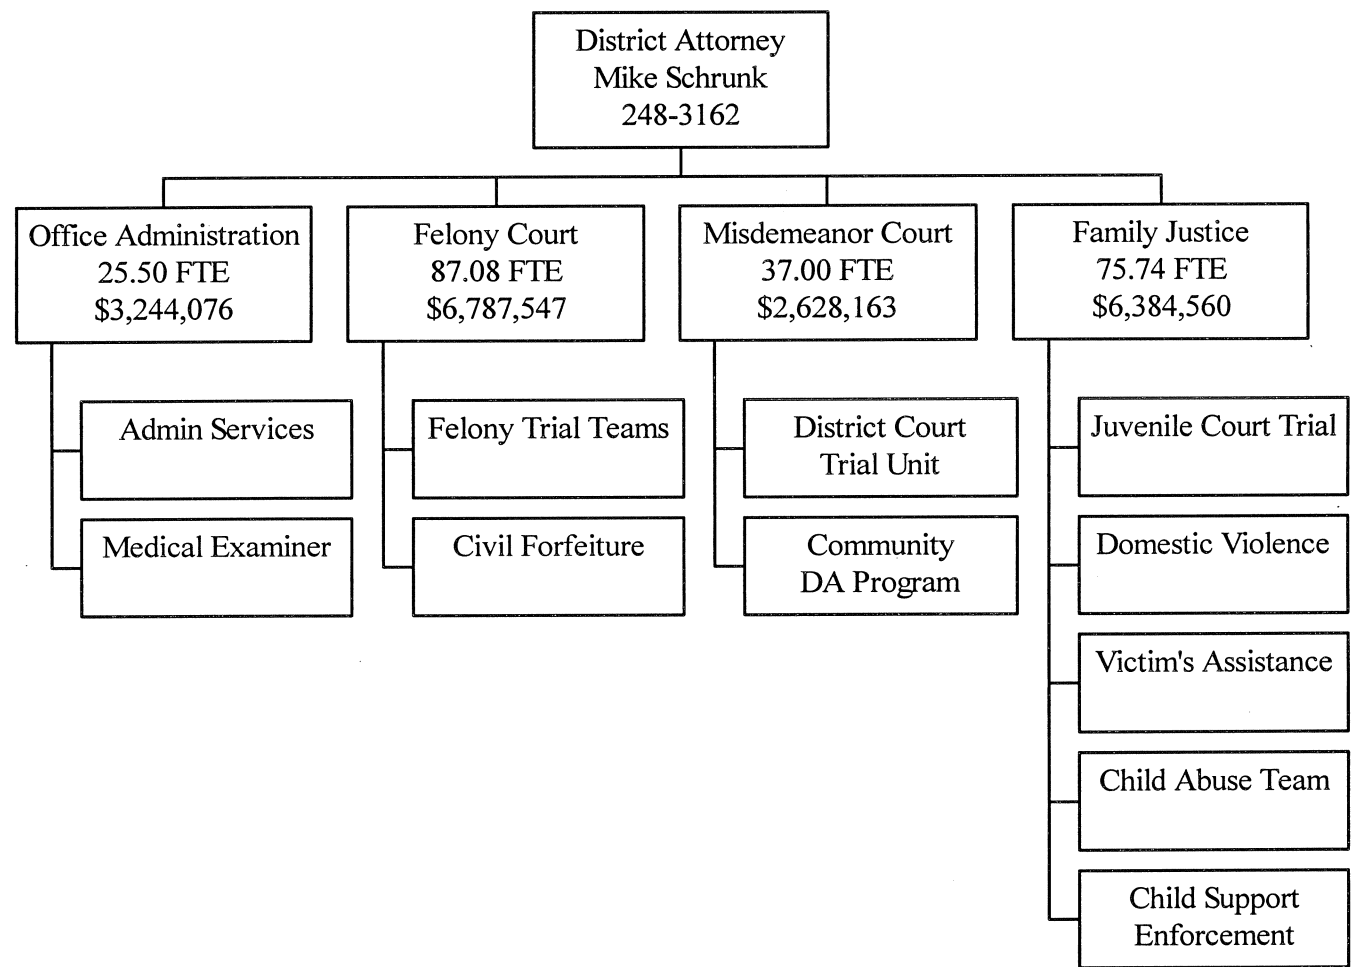 District Attorney
Mike Schrunk
248-3162
Office Administration
25.50 FTE
$3,244,076
Felony Court
87.08 FTE
$6,787,547
Misdemeanor Court
37.00 FTE
$2,628,163
Family Justice
75.74 FTE
$6,384,560
Admin Services
Medical Examiner
Felony Trial Teams
Civil Forfeiture
District Court
Trial Unit
Community
DA Program
Juvenile Court Trial
Domestic Violence
Victim's Assistance
Child Abuse Team
Child Support
Enforcement